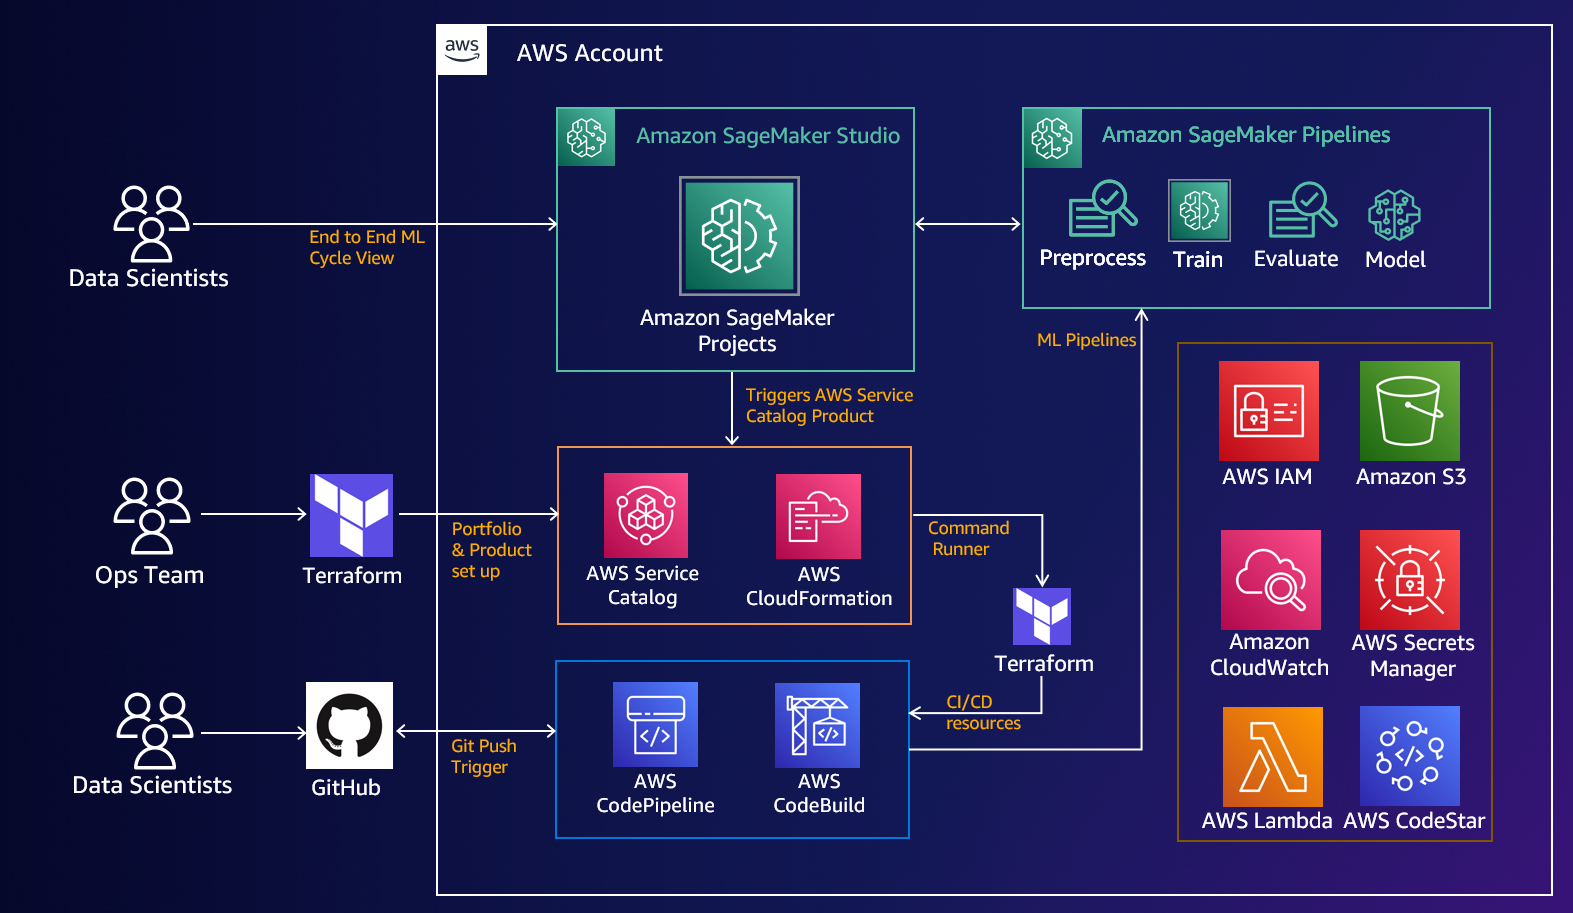 aws
AWS Account
Amazon SageMaker Studio
Amazon SageMaker Pipelines
Data Scientists
End to End ML
Cycle View
Amazon SageMaker
Projects
Preprocess
Train
Evaluate
Model
ML Pipelines
Triggers AWS Service
Catalog Product
Ops Team
Terraform
Portfolio
& Product
set up
AWS Service
Catalog
AWS
CloudFormation
Command
Runner
Terraform
CI/CD
resources
Data Scientists
GitHub
Git Push
Trigger
</>
AWS
CodePipeline
</>
AWS
CodeBuild
AWS IAM
Amazon S3
Amazon
CloudWatch
AWS Secrets
Manager
AWS Lambda
</>
AWS CodeStar